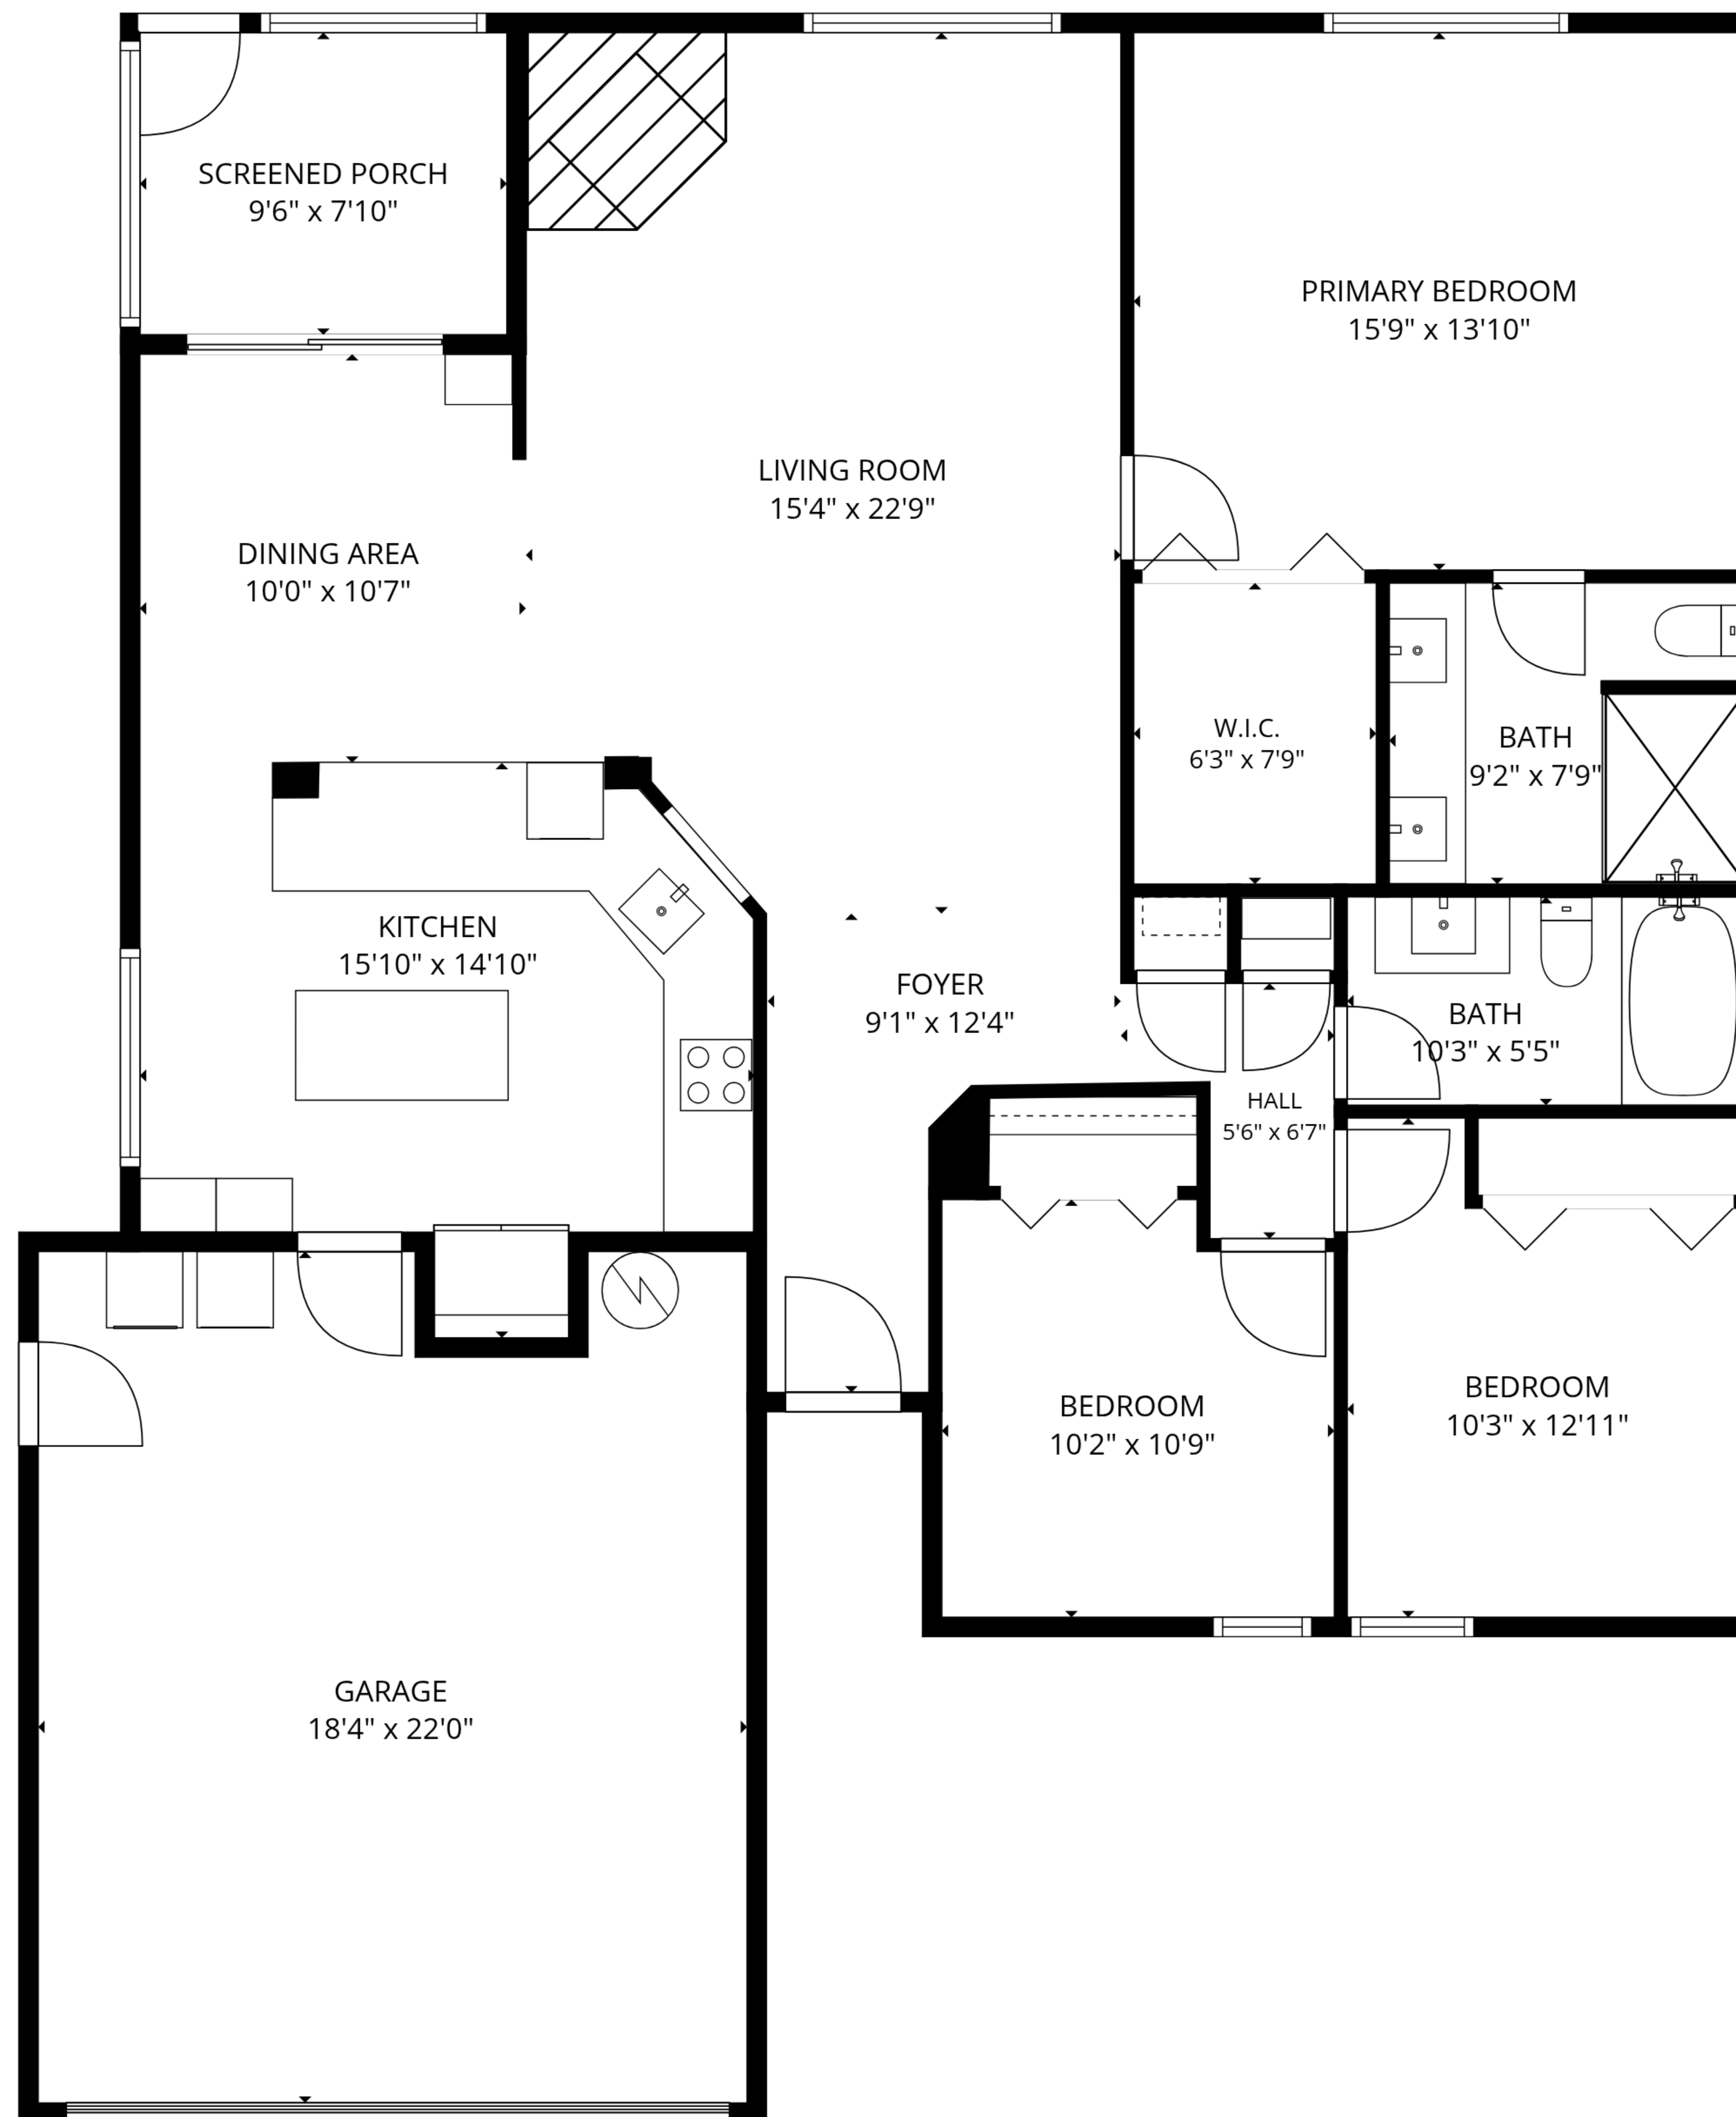 SCREENED PORCH
9'6" x 7'10"
PRIMARY BEDROOM
15'9" x 13'10"
LIVING ROOM
15'4" x 22'9"
DINING AREA
10'0" x 10'7"
W.I.C.
6'3" x 7'9"
BATH
9'2" x 7'9"
KITCHEN
15'10" x 14'10"
FOYER
9'1" x 12'4"
BATH
10'3" x 5'5"
HALL
5'6" x 6'7"
BEDROOM
10'2" x 10'9"
BEDROOM
10'3" x 12'11"
GARAGE
18'4" x 22'0"